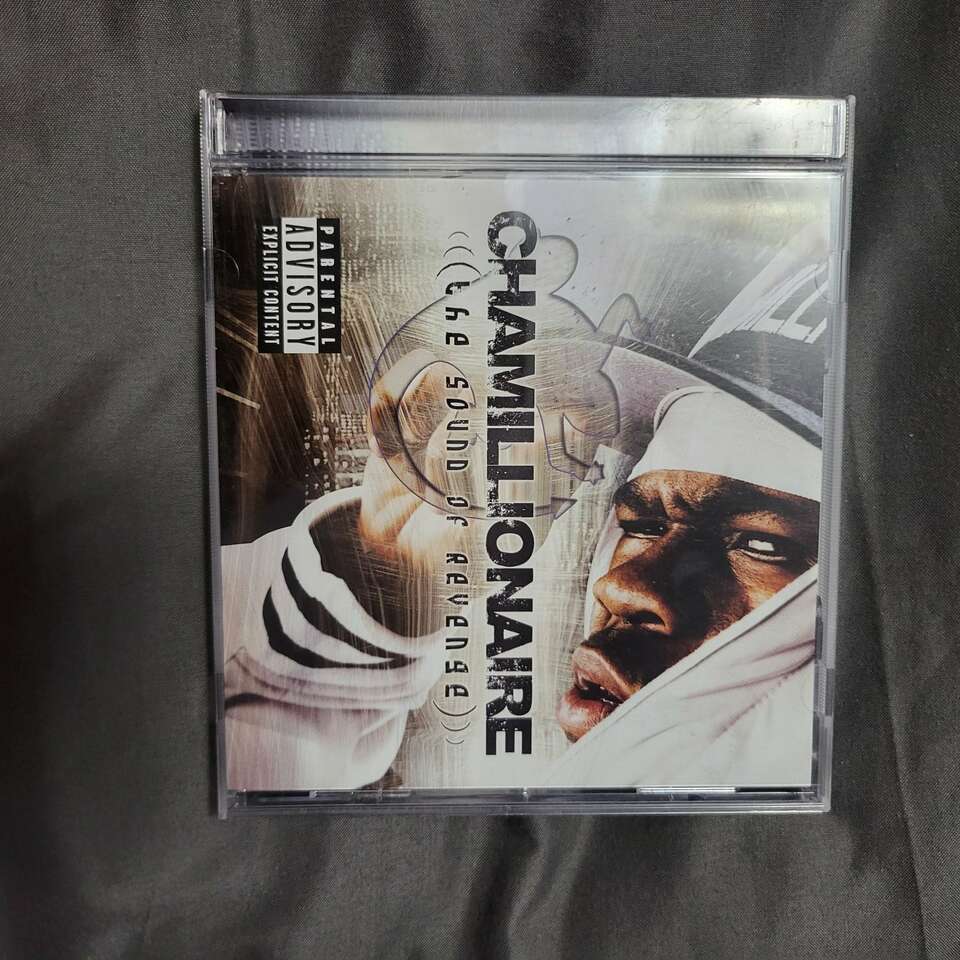 CHAMILLIONAIRE
the sound of revenge
PARENTAL
ADVISORY
EXPLICIT CONTENT